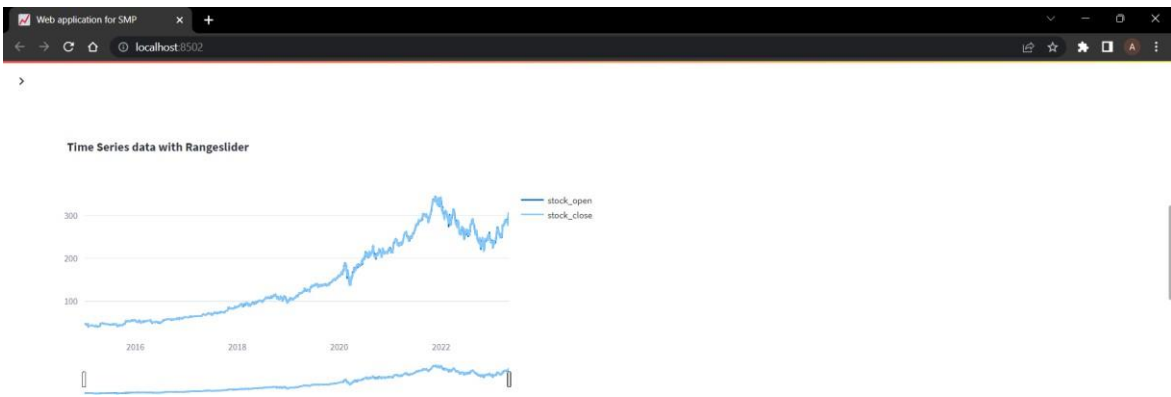 Web application for SMP
localhost:8502
A
Time Series data with Rangeslider
stock_open
stock_close
300
200
100
2016 2018 2020 2022